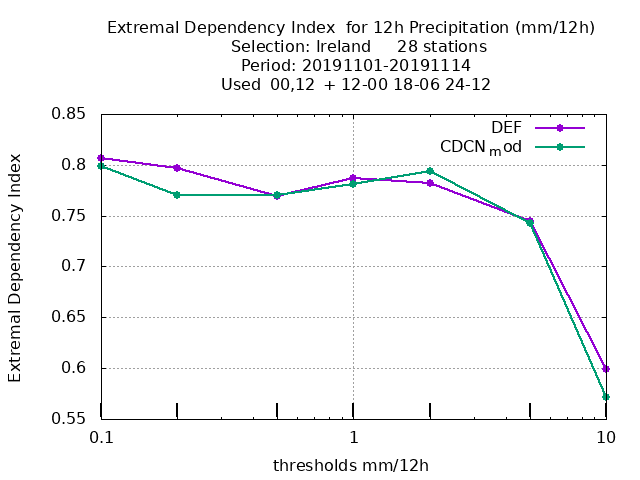 Extremal Dependency Index  for 12h Precipitation (mm/12h)
Selection: Ireland     28 stations
Period: 20191101-20191114
Used  00,12  + 12-00 18-06 24-12
DEF
CDCNmod
0.85
0.8
0.75
0.7
0.65
0.6
0.55
Extremal Dependency Index
0.1
1
10
thresholds mm/12h